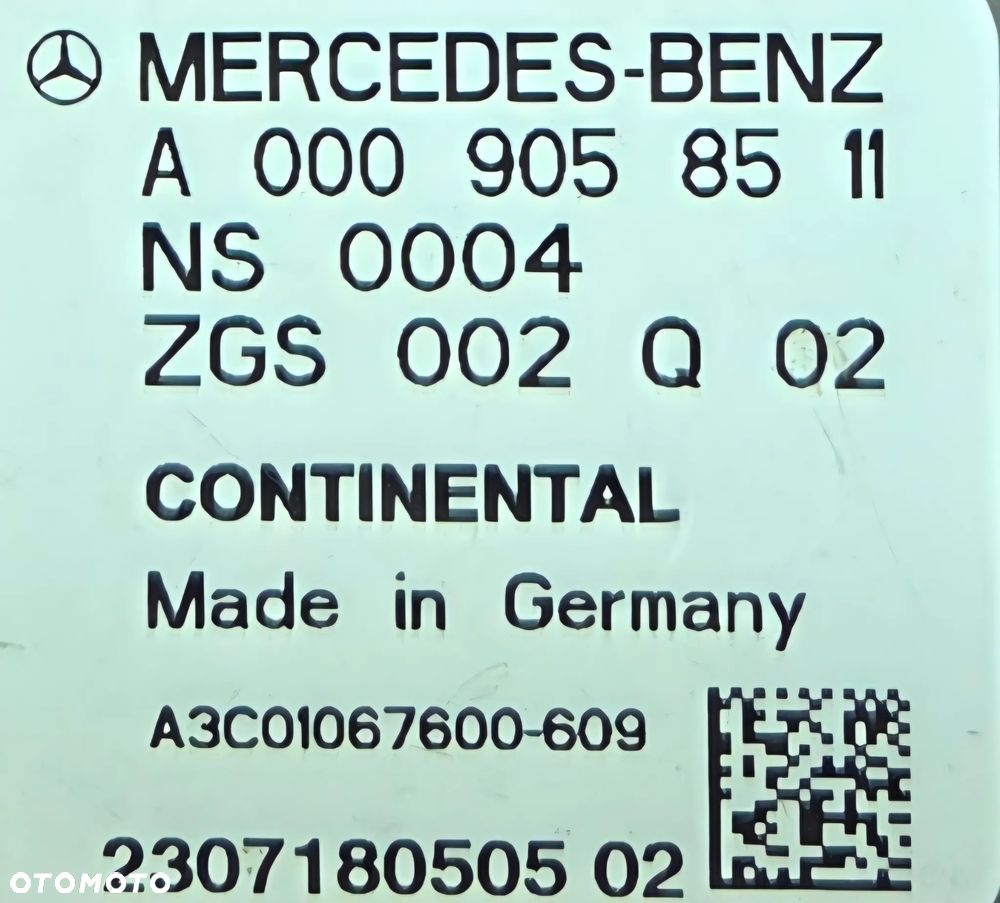 MERCEDES-BENZ
A 000 905 85 11
NS 0004
ZGS 002 Q 02
CONTINENTAL
Made in Germany
A3C01067600-609
2307180505 02
OTOMOTO